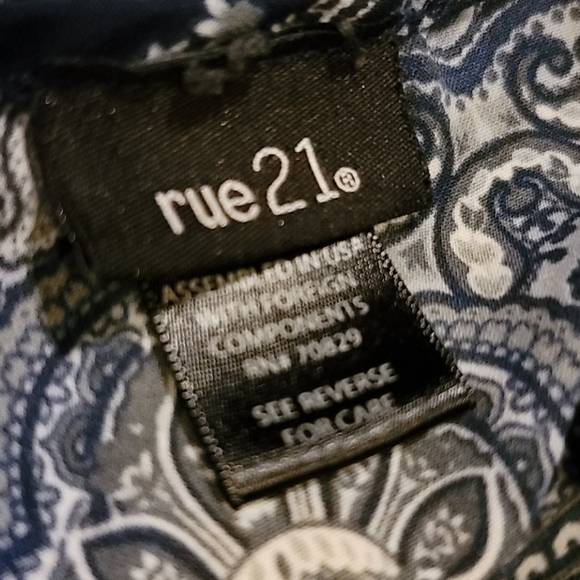 rue21®
ASSEMBLED IN USA
WITH FOREIGN
COMPONENTS
RN# 70829
SEE REVERSE
FOR CARE